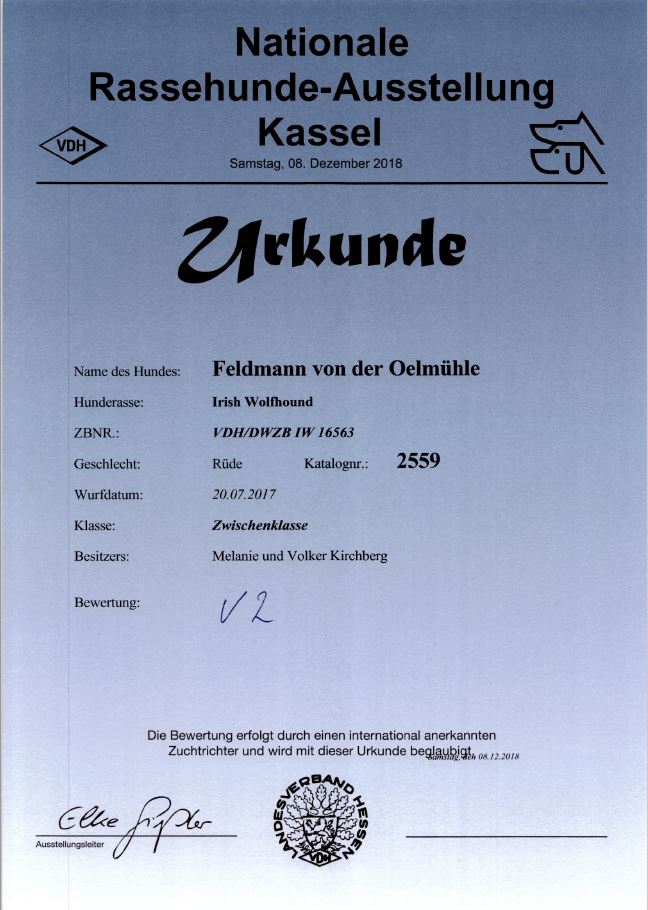 Nationale
Rassehunde-Ausstellung
Kassel
VDH
Samstag, 08. Dezember 2018
Urkunde
Name des Hundes: Feldmann von der Oelmühle
Hunderasse: Irish Wolfhound
ZBNR.: VDH/DWZB IW 16563
Geschlecht: Rüde Katalognr.: 2559
Wurfdatum: 20.07.2017
Klasse: Zwischenklasse
Besitzers: Melanie und Volker Kirchberg
Bewertung: V 2
Die Bewertung erfolgt durch einen international anerkannten
Zuchtrichter und wird mit dieser Urkunde beglaubigt.
Samstag, den 08.12.2018
Elke
Ausstellungsleiter
LANDESVERBAND HESSEN
VDH